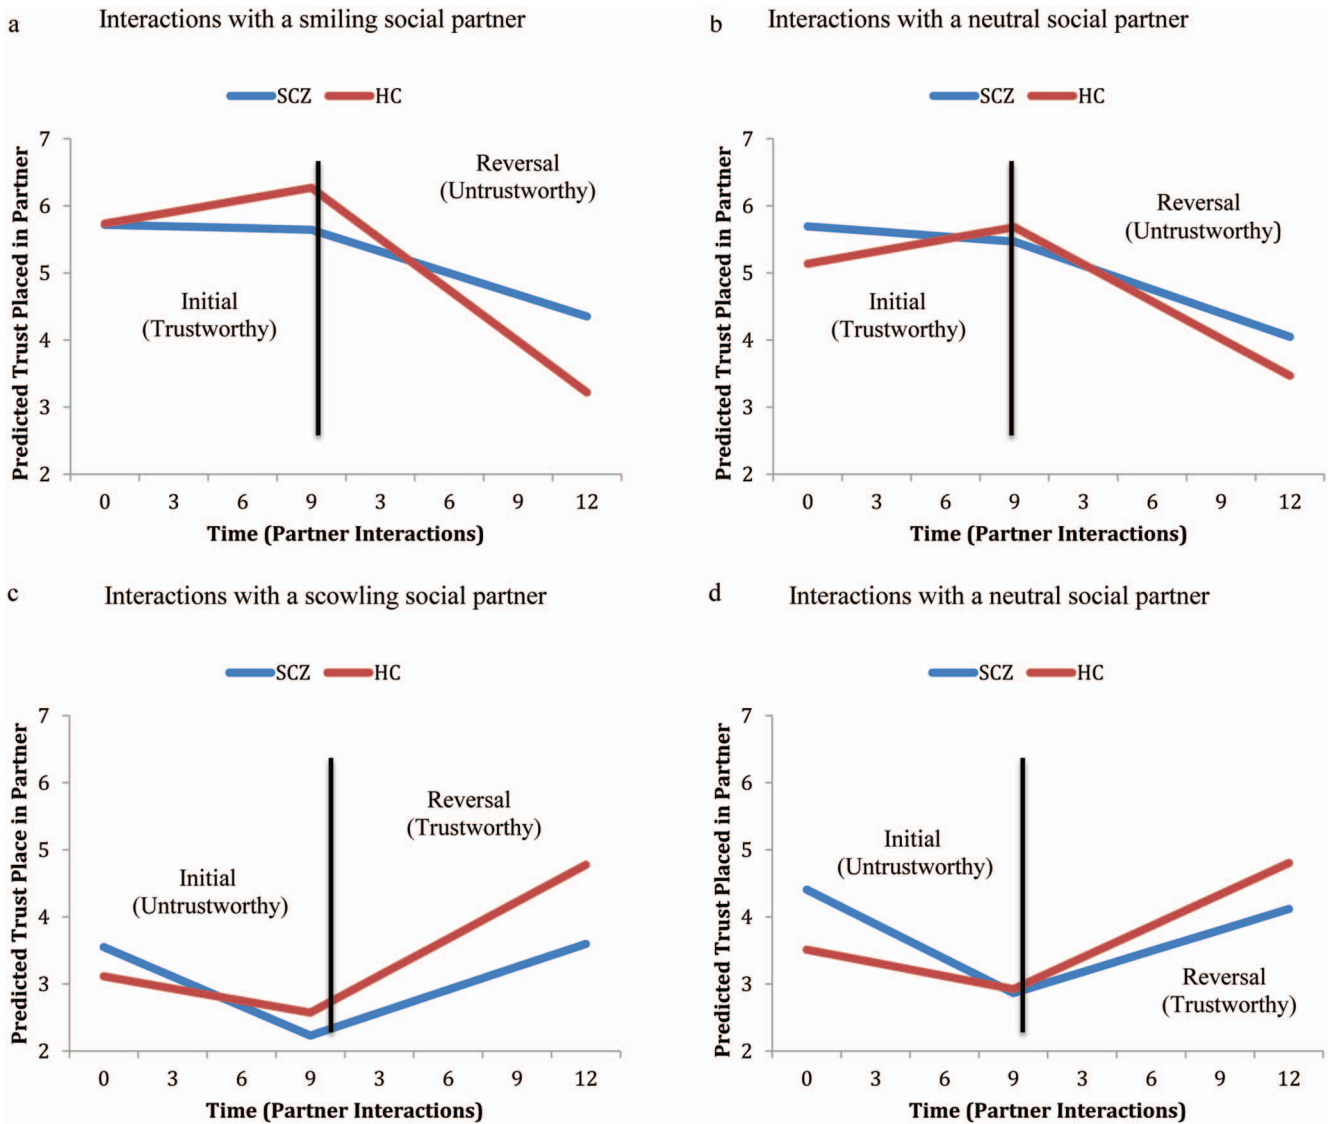 a
Interactions with a smiling social partner
SCZ HC
Predicted Trust Placed in Partner
7
6
5
4
3
2
Reversal
(Untrustworthy)
Initial
(Trustworthy)
0 3 6 9 3 6 9 12
Time (Partner Interactions)
b
Interactions with a neutral social partner
SCZ HC
Predicted Trust Placed in Partner
7
6
5
4
3
2
Reversal
(Untrustworthy)
Initial
(Trustworthy)
0 3 6 9 3 6 9 12
Time (Partner Interactions)
c
Interactions with a scowling social partner
SCZ HC
Predicted Trust Place in Partner
7
6
5
4
3
2
Reversal
(Trustworthy)
Initial
(Untrustworthy)
0 3 6 9 3 6 9 12
Time (Partner Interactions)
d
Interactions with a neutral social partner
SCZ HC
Predicted Trust Placed in Partner
7
6
5
4
3
2
Initial
(Untrustworthy)
Reversal
(Trustworthy)
0 3 6 9 3 6 9 12
Time (Partner Interactions)